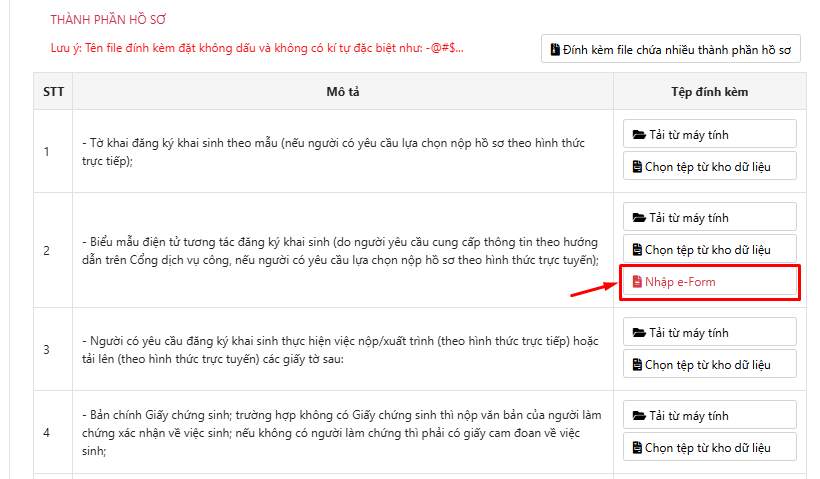 THÀNH PHẦN HỒ SƠ
Lưu ý: Tên file đính kèm đặt không dấu và không có kí tự đặc biệt như: -@#$...
Đính kèm file chứa nhiều thành phần hồ sơ
STT
Mô tả
Tệp đính kèm
1
- Tờ khai đăng ký khai sinh theo mẫu (nếu người có yêu cầu lựa chọn nộp hồ sơ theo hình thức
trực tiếp);
Tải từ máy tính
Chọn tệp từ kho dữ liệu
2
- Biểu mẫu điện tử tương tác đăng ký khai sinh (do người yêu cầu cung cấp thông tin theo hướng
dẫn trên Cổng dịch vụ công, nếu người có yêu cầu lựa chọn nộp hồ sơ theo hình thức trực tuyến);
Tải từ máy tính
Chọn tệp từ kho dữ liệu
Nhập e-Form
3
- Người có yêu cầu đăng ký khai sinh thực hiện việc nộp/xuất trình (theo hình thức trực tiếp) hoặc
tải lên (theo hình thức trực tuyến) các giấy tờ sau:
Tải từ máy tính
Chọn tệp từ kho dữ liệu
4
- Bản chính Giấy chứng sinh; trường hợp không có Giấy chứng sinh thì nộp văn bản của người làm
chứng xác nhận về việc sinh; nếu không có người làm chứng thì phải có giấy cam đoan về việc
sinh;
Tải từ máy tính
Chọn tệp từ kho dữ liệu